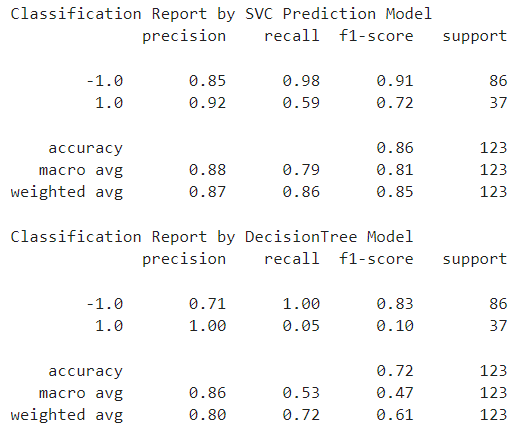 Classification Report by SVC Prediction Model
precision recall f1-score support
-1.0 0.85 0.98 0.91 86
1.0 0.92 0.59 0.72 37
accuracy 0.86 123
macro avg 0.88 0.79 0.81 123
weighted avg 0.87 0.86 0.85 123
Classification Report by DecisionTree Model
precision recall f1-score support
-1.0 0.71 1.00 0.83 86
1.0 1.00 0.05 0.10 37
accuracy 0.72 123
macro avg 0.86 0.53 0.47 123
weighted avg 0.80 0.72 0.61 123